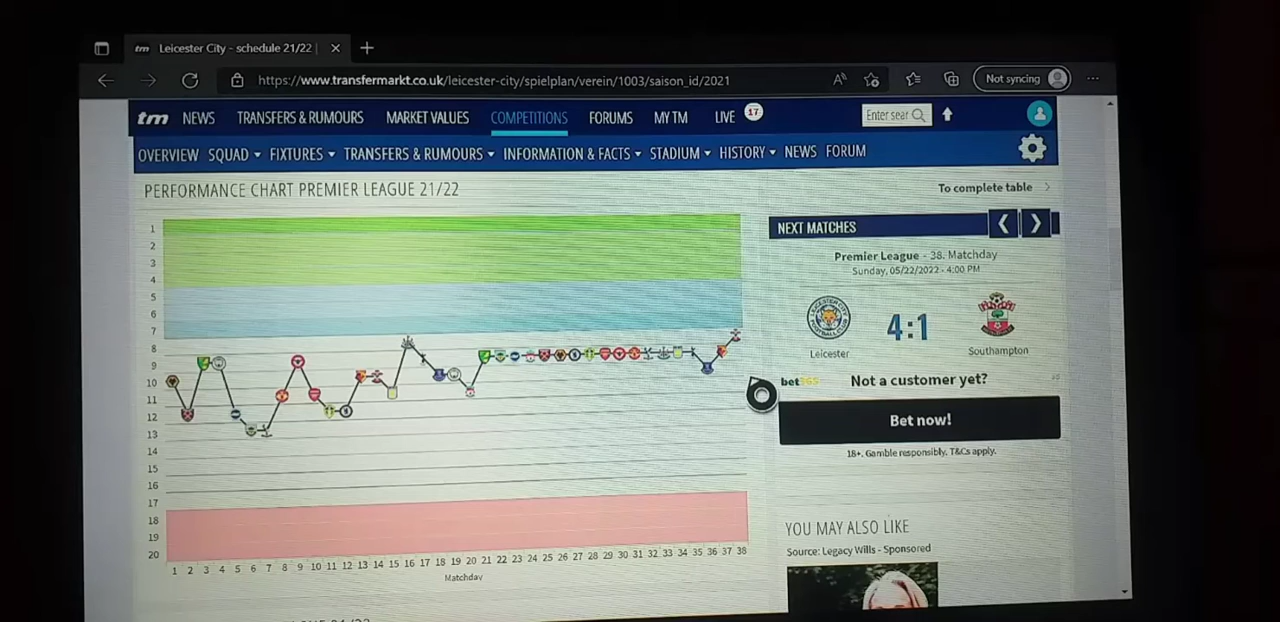 tm Leicester City - schedule 21/22 |
https://www.transfermarkt.co.uk/leicester-city/spielplan/verein/1003/saison_id/2021
Not syncing
tm NEWS TRANSFERS & RUMOURS MARKET VALUES COMPETITIONS FORUMS MY TM LIVE 17 Enter sear
OVERVIEW SQUAD FIXTURES TRANSFERS & RUMOURS INFORMATION & FACTS STADIUM HISTORY NEWS FORUM
PERFORMANCE CHART PREMIER LEAGUE 21/22
To complete table
1
2
3
4
5
6
7
8
9
10
11
12
13
14
15
16
17
18
19
20
1 2 3 4 5 6 7 8 9 10 11 12 13 14 15 16 17 18 19 20 21 22 23 24 25 26 27 28 29 30 31 32 33 34 35 36 37 38
Matchday
NEXT MATCHES
Premier League - 38. Matchday
Sunday, 05/22/2022 - 4:00 PM
4:1
Leicester
Southampton
bet365 Not a customer yet?
Bet now!
18+. Gamble responsibly. T&Cs apply.
YOU MAY ALSO LIKE
Source: Legacy Wills - Sponsored